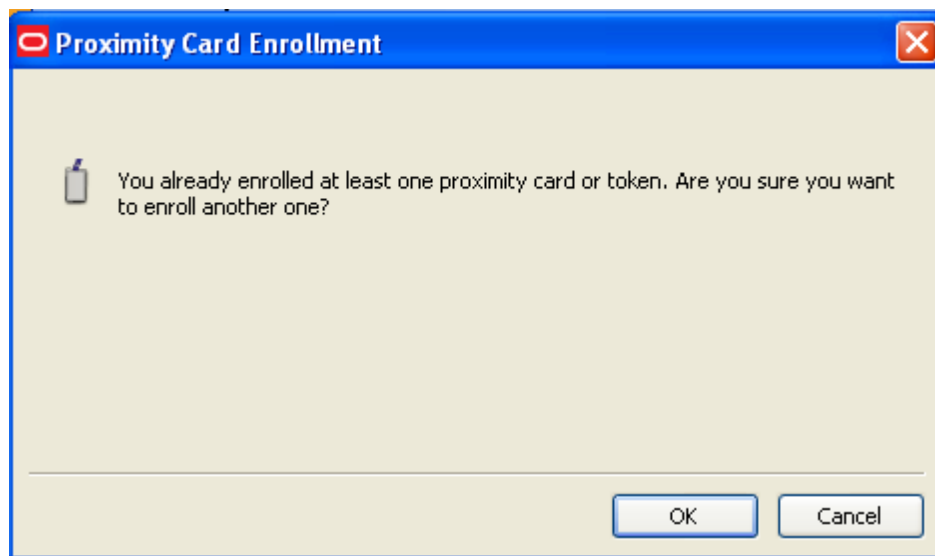 Proximity Card Enrollment
You already enrolled at least one proximity card or token. Are you sure you want
to enroll another one?
OK
Cancel